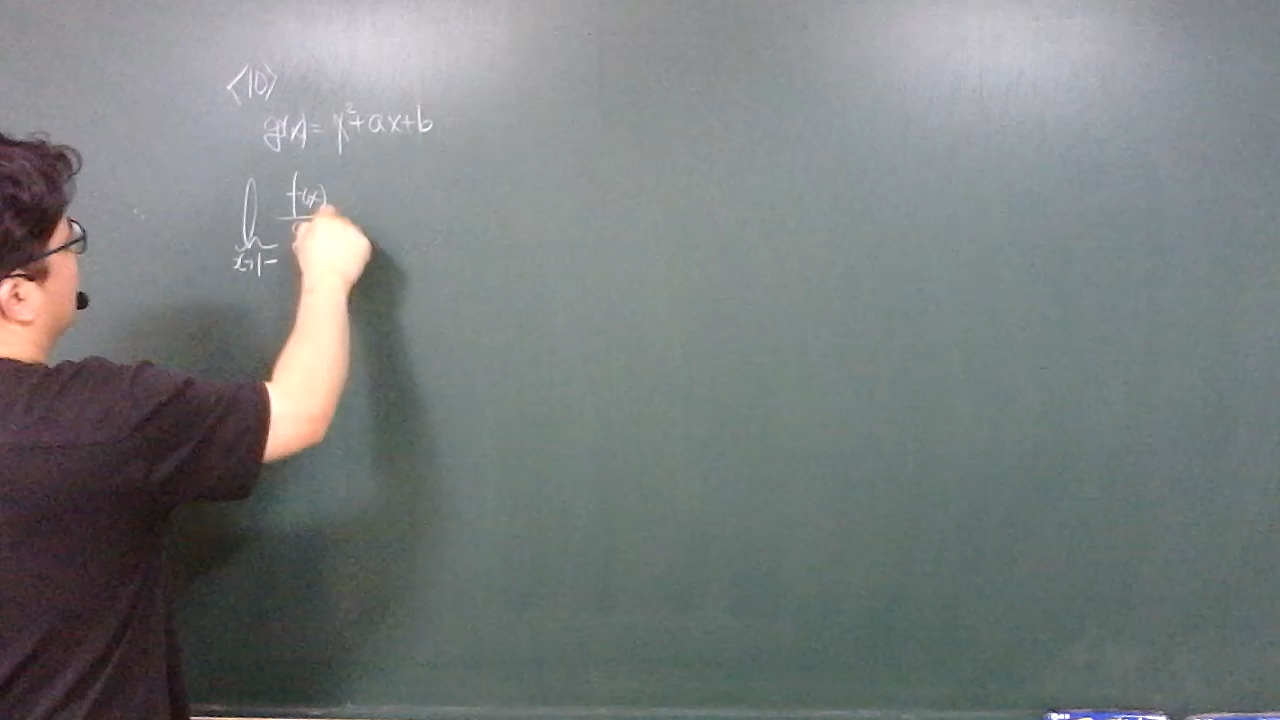 <10>
g(x) = x²+ax+b
lim x→1- f(x)